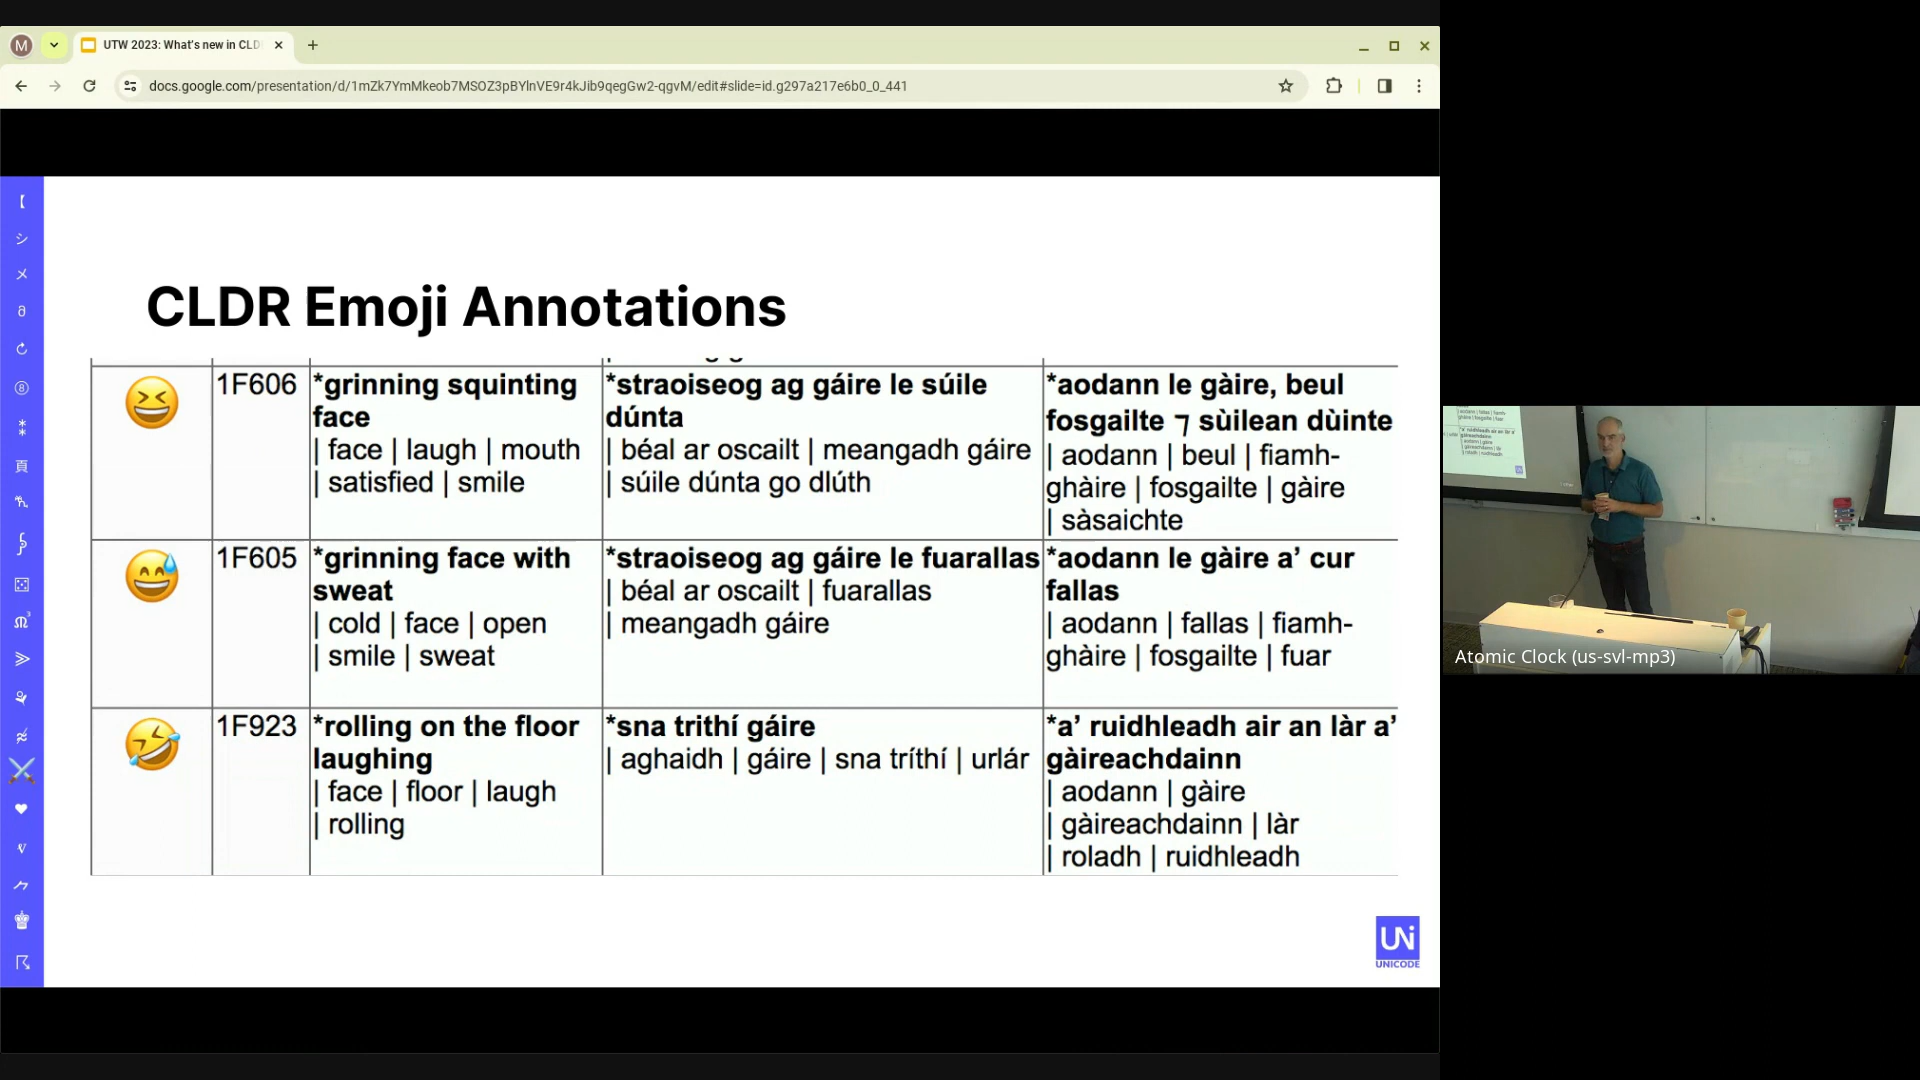 M
UTW 2023: What's new in CLD
docs.google.com/presentation/d/1mZk7YmMkeob7MSOZ3pBYlnVE9r4kJib9qegGw2-qgvM/edit#slide=id.g297a217e6b0_0_441
CLDR Emoji Annotations
1F606
*grinning squinting
face
| face | laugh | mouth
| satisfied | smile
*straoiseog ag gáire le súile
dúnta
| béal ar oscailt | meangadh gáire
| súile dúnta go dlúth
*aodann le gàire, beul
fosgailte ⁊ sùilean dùinte
| aodann | beul | fiamh-
ghàire | fosgailte | gàire
| sàsaichte
1F605
*grinning face with
sweat
| cold | face | open
| smile | sweat
*straoiseog ag gáire le fuarallas
| béal ar oscailt | fuarallas
| meangadh gáire
*aodann le gàire a’ cur
fallas
| aodann | fallas | fiamh-
ghàire | fosgailte | fuar
1F923
*rolling on the floor
laughing
| face | floor | laugh
| rolling
*sna trithí gáire
| aghaidh | gáire | sna tríthí | urlár
*a’ ruidhleadh air an làr a’
gàireachdainn
| aodann | gàire
| gàireachdainn | làr
| roladh | ruidhleadh
UNi
UNICODE
Atomic Clock (us-svl-mp3)